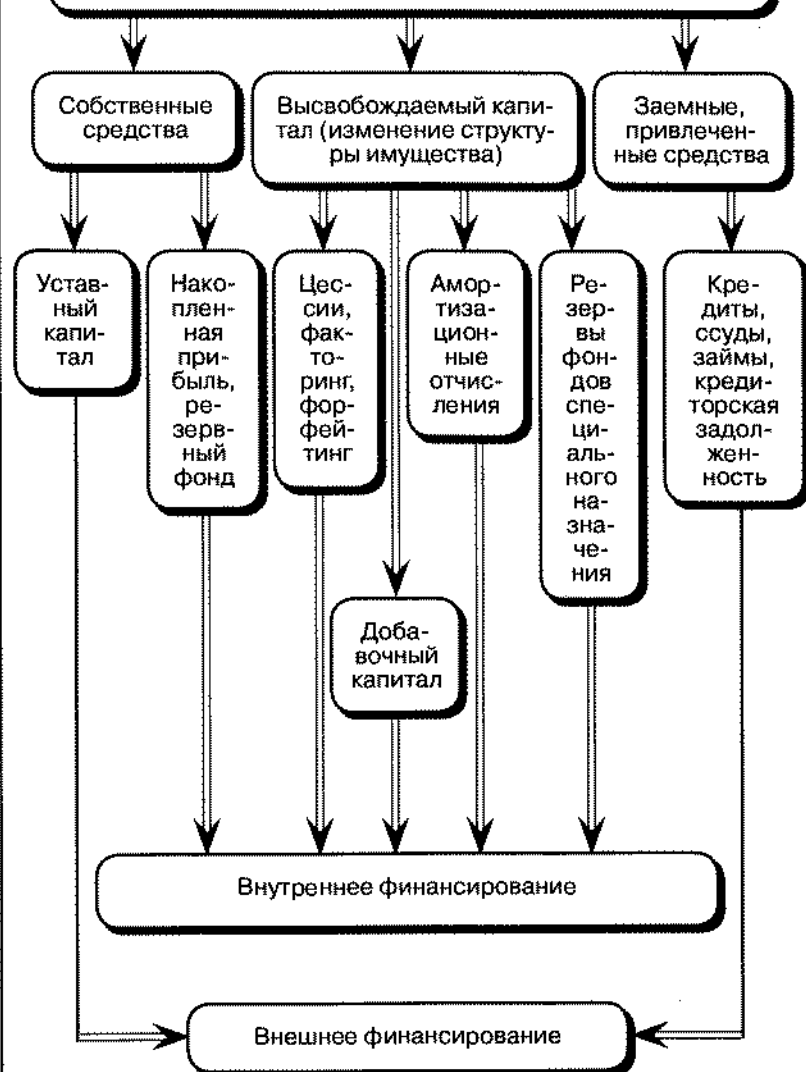 Собственные
средства
Высвобождаемый капи-
тал (изменение структу-
ры имущества)
Заемные,
привлечен-
ные средства
Устав-
ный
капи-
тал
Нако-
плен-
ная
при-
быль,
ре-
зерв-
ный
фонд
Цес-
сии,
фак-
то-
ринг,
фор-
фей-
тинг
Амор-
тиза-
цион-
ные
отчис-
ления
Ре-
зер-
вы
фон-
дов
спе-
ци-
аль-
ного
на-
зна-
че-
ния
Кре-
диты,
ссуды,
займы,
креди-
торская
задол-
жен-
ность
Доба-
вочный
капитал
Внутреннее финансирование
Внешнее финансирование